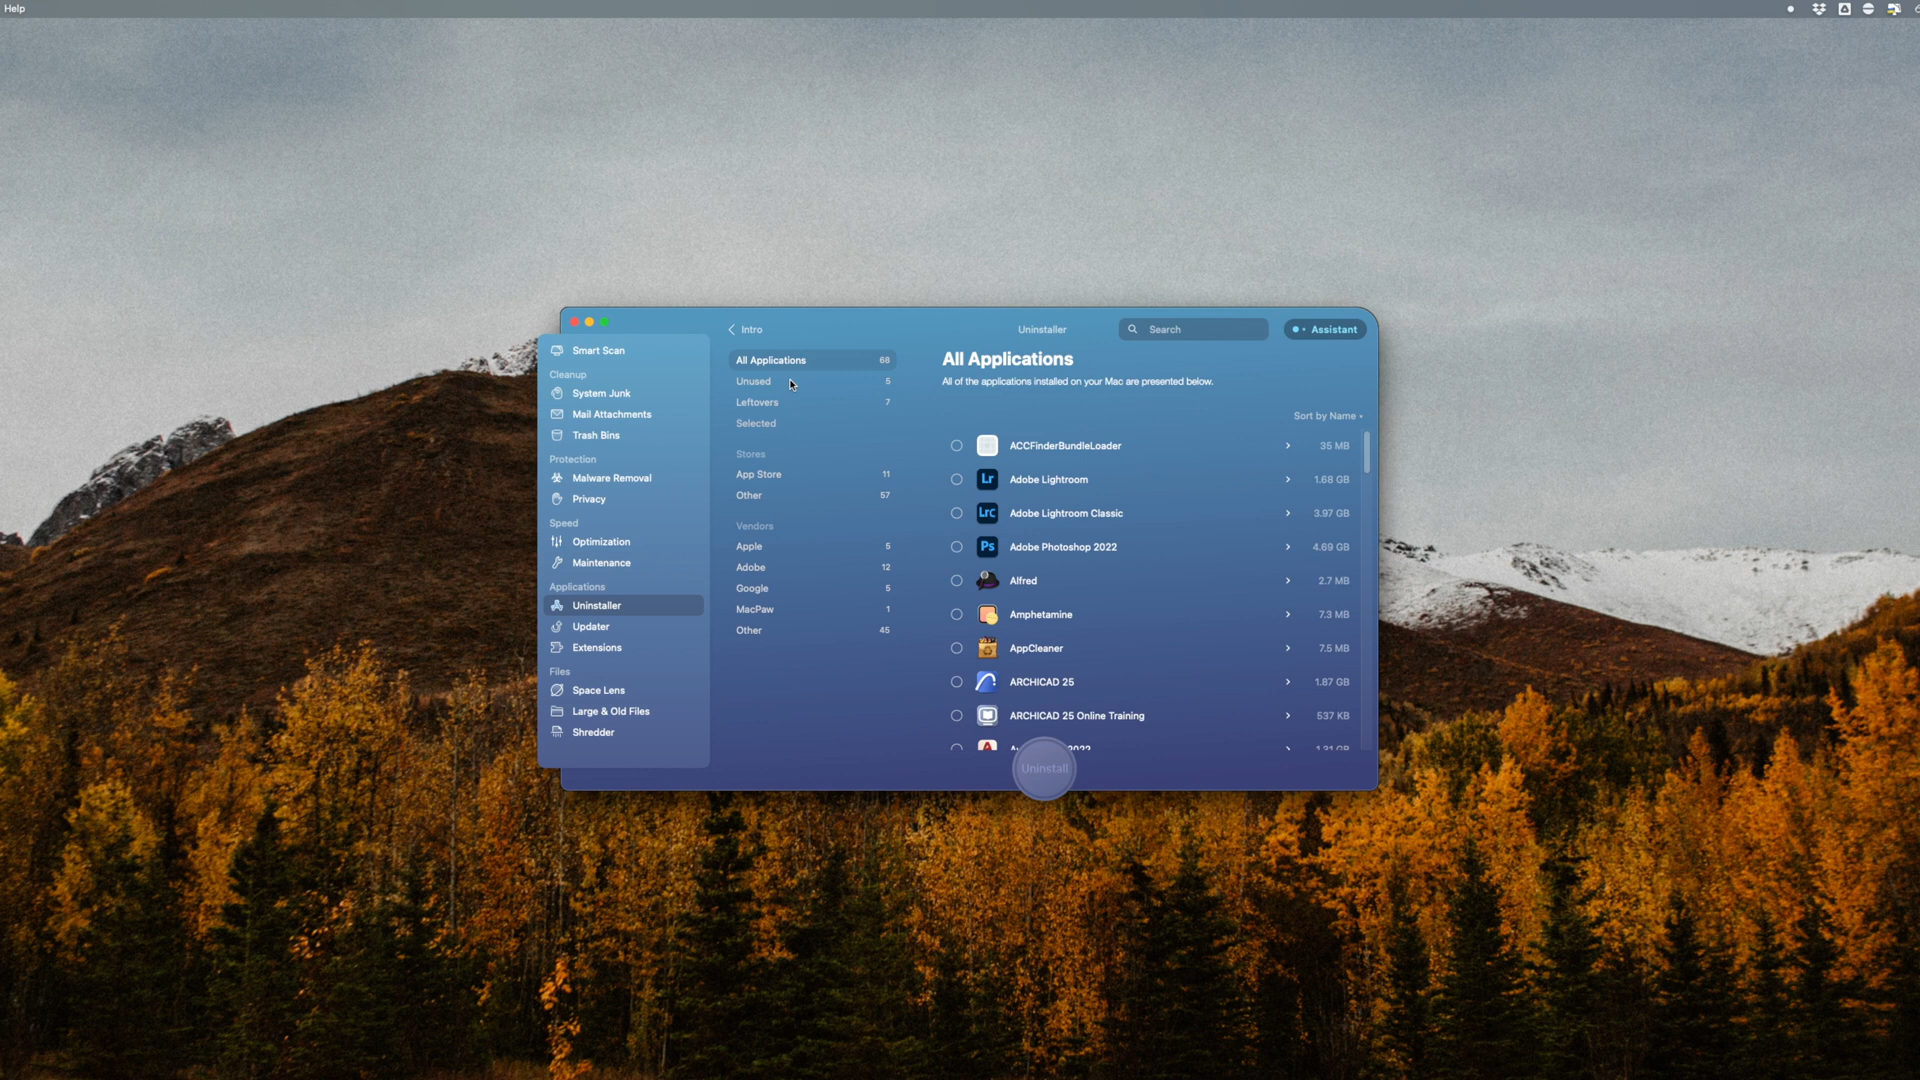 Help
Intro
Uninstaller
Search
Assistant
Smart Scan
Cleanup
System Junk
Mail Attachments
Trash Bins
Protection
Malware Removal
Privacy
Speed
Optimization
Maintenance
Applications
Uninstaller
Updater
Extensions
Files
Space Lens
Large & Old Files
Shredder
All Applications 68
Unused 5
Leftovers 7
Selected
Stores
App Store 11
Other 57
Vendors
Apple 5
Adobe 12
Google 5
MacPaw 1
Other 45
All Applications
All of the applications installed on your Mac are presented below.
Sort by Name
ACCFinderBundleLoader 35 MB
Lr Adobe Lightroom 1.68 GB
LrC Adobe Lightroom Classic 3.97 GB
Ps Adobe Photoshop 2022 4.69 GB
Alfred 2.7 MB
Amphetamine 7.3 MB
AppCleaner 7.5 MB
ARCHICAD 25 1.87 GB
ARCHICAD 25 Online Training 537 KB
2022 1.31 GB
Uninstall